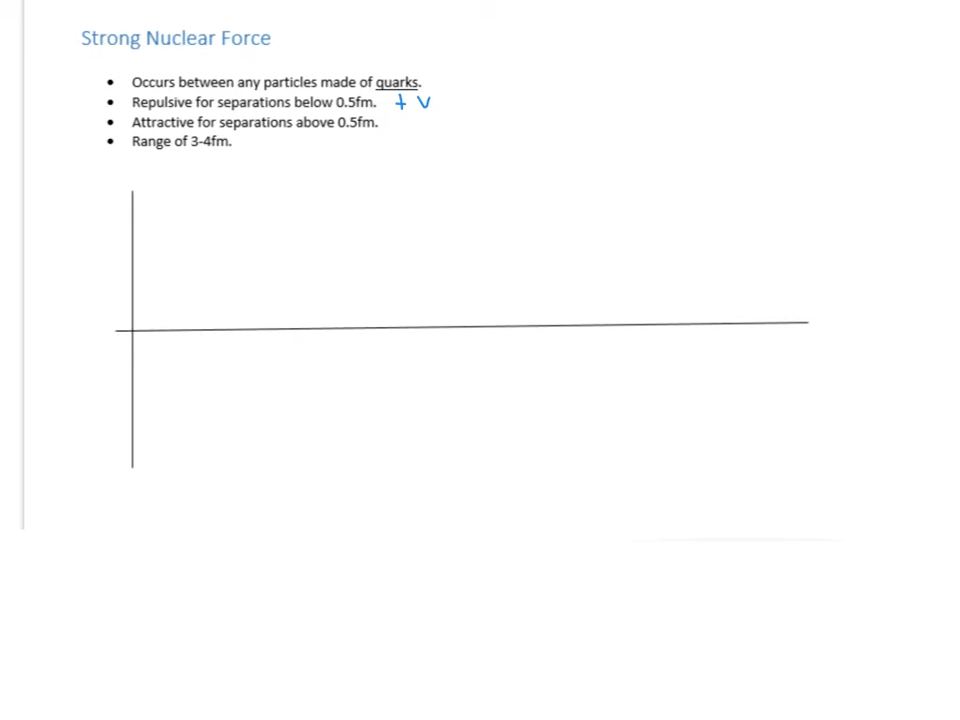 Strong Nuclear Force
• Occurs between any particles made of quarks.
• Repulsive for separations below 0.5fm. + v
• Attractive for separations above 0.5fm.
• Range of 3-4fm.